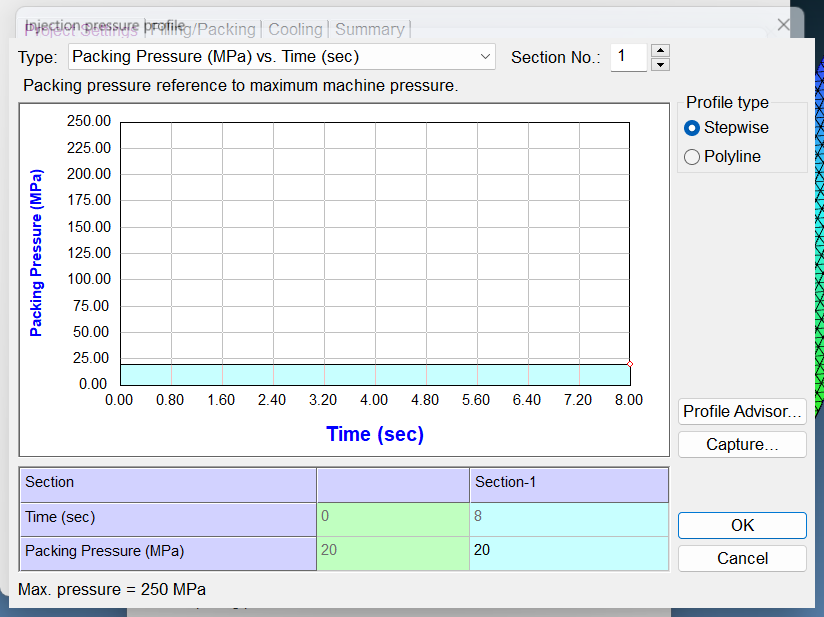 Injection pressure profile
Project Settings | Filling/Packing | Cooling | Summary |
Type: Packing Pressure (MPa) vs. Time (sec) Section No.: 1
Packing pressure reference to maximum machine pressure.
Profile type
Stepwise
Polyline
250.00
225.00
200.00
175.00
150.00
125.00
100.00
75.00
50.00
25.00
0.00
Packing Pressure (MPa)
0.00 0.80 1.60 2.40 3.20 4.00 4.80 5.60 6.40 7.20 8.00
Time (sec)
Profile Advisor...
Capture...
Section Section-1
Time (sec) 0 8
Packing Pressure (MPa) 20 20
OK
Cancel
Max. pressure = 250 MPa